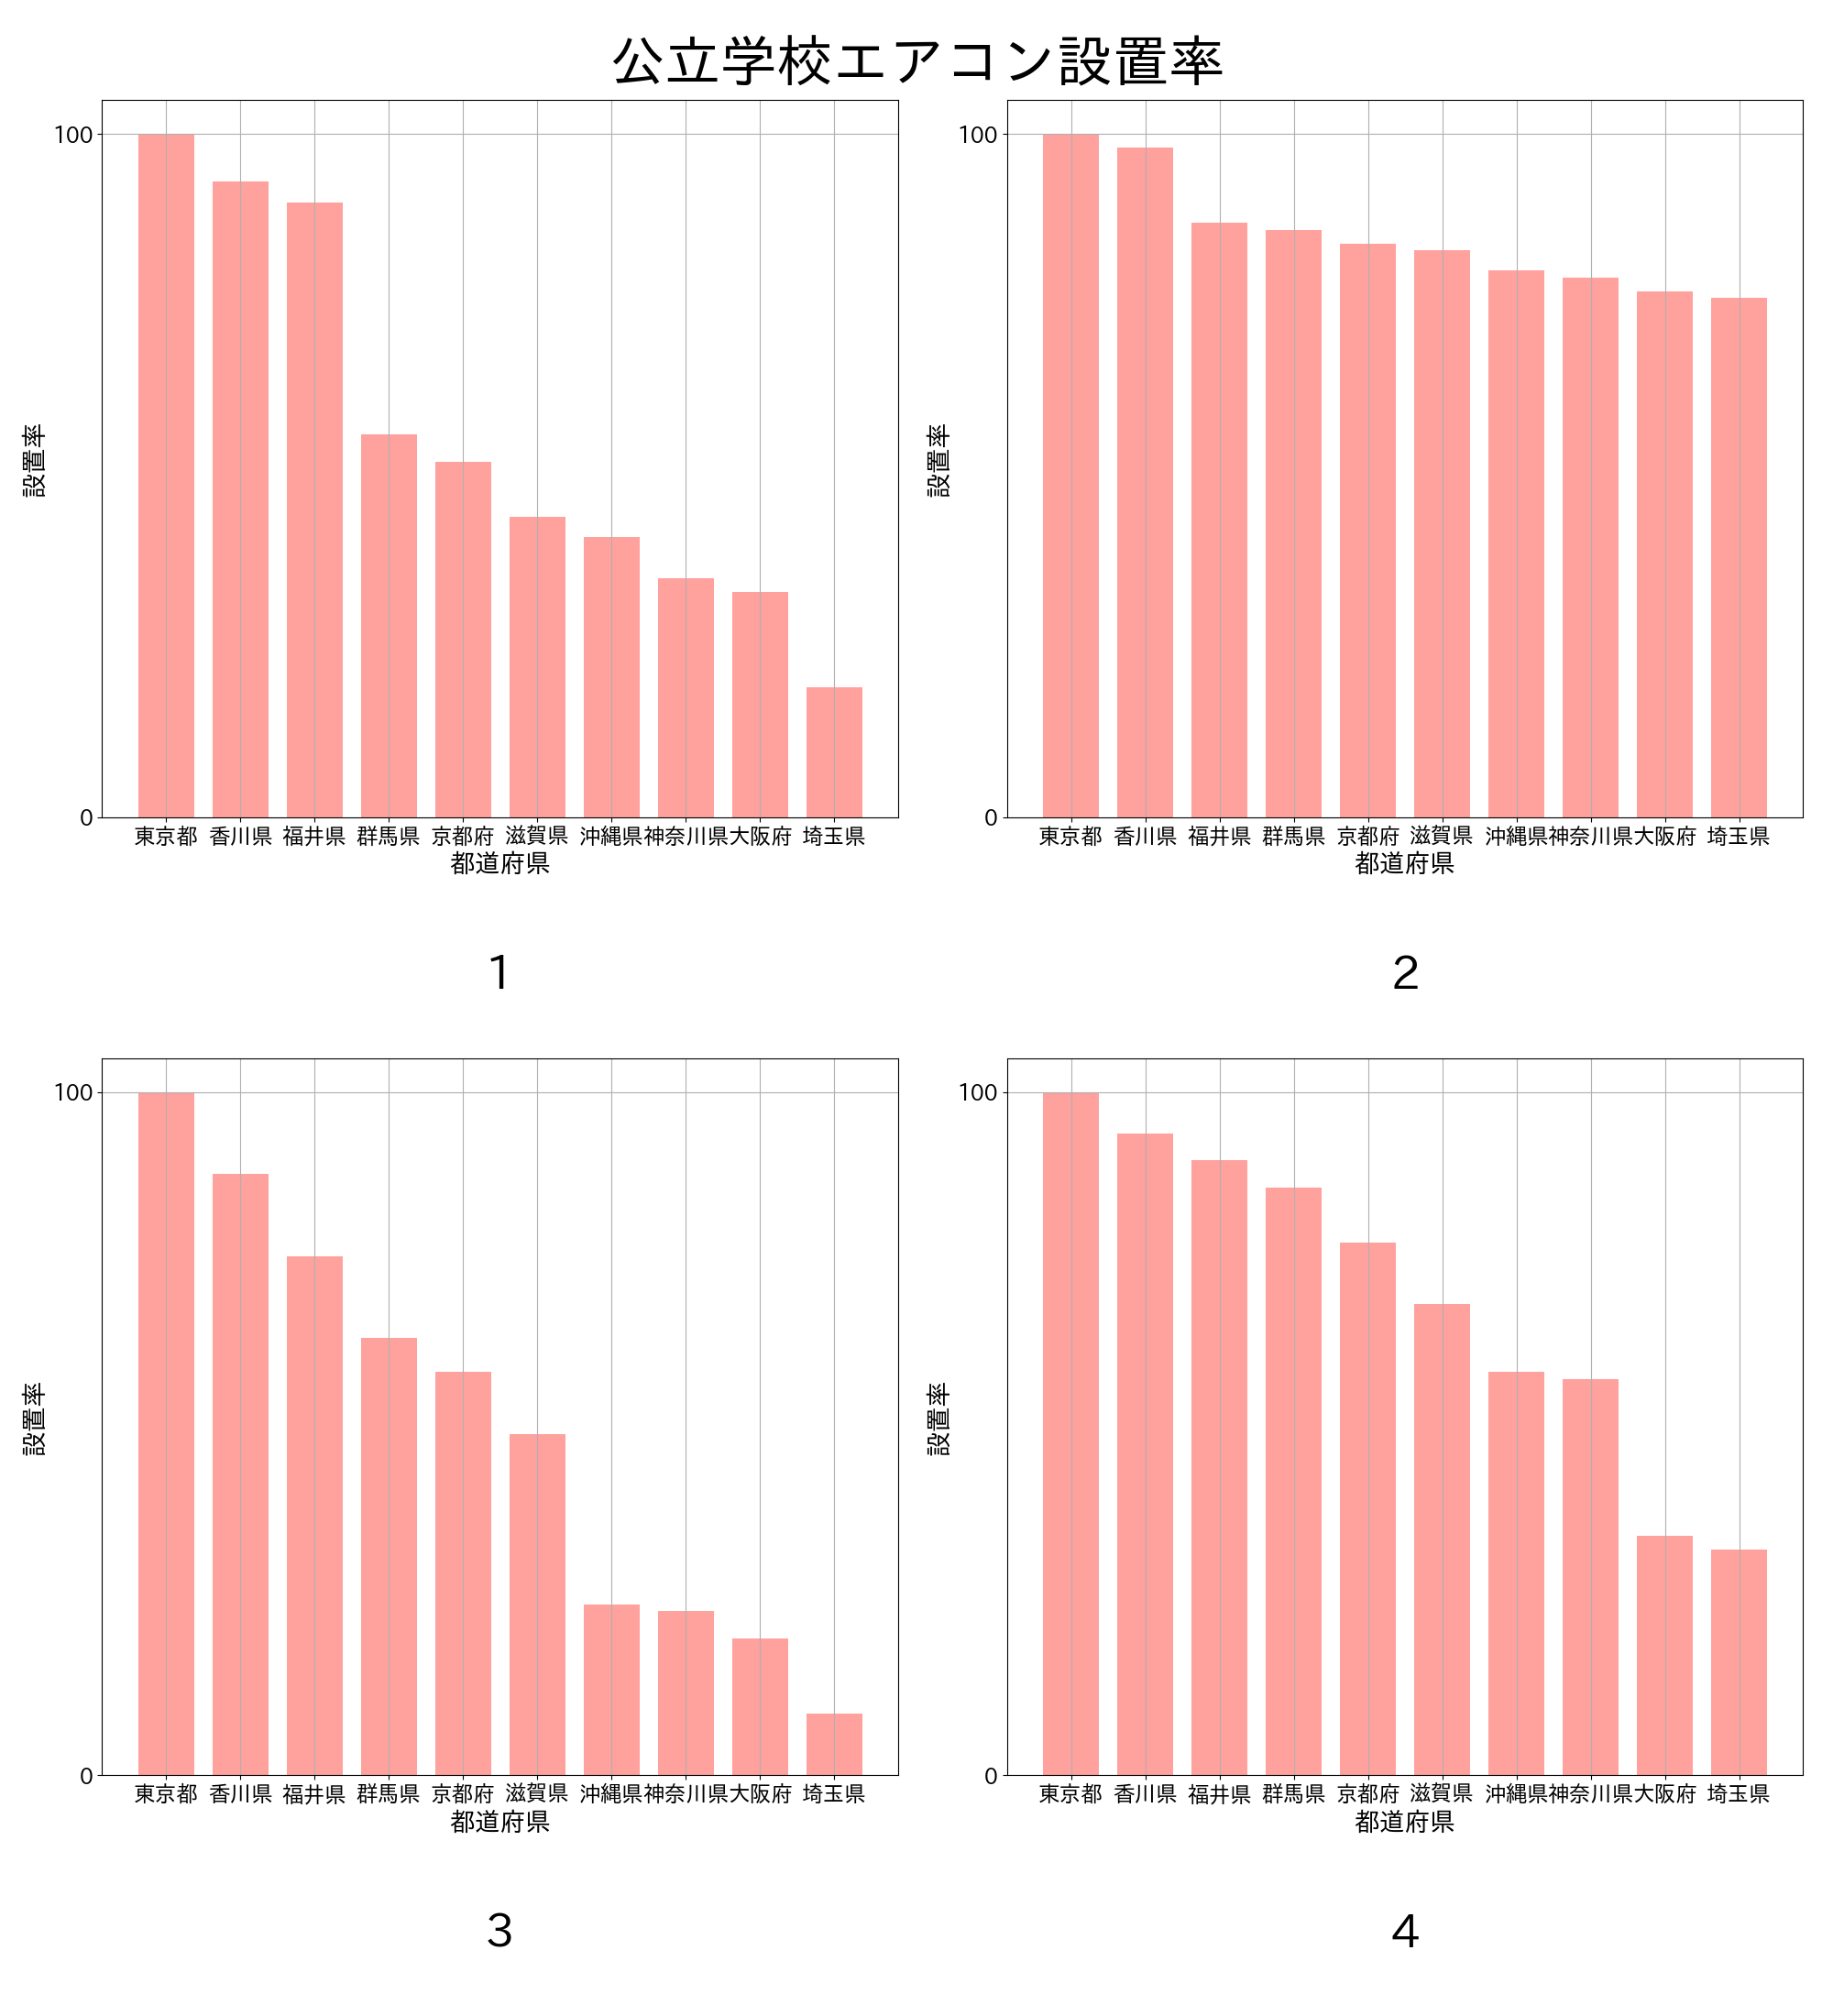 公立学校エアコン設置率
100
設置率
0
東京都 香川県 福井県 群馬県 京都府 滋賀県 沖縄県 神奈川県 大阪府 埼玉県
都道府県
1
100
設置率
0
東京都 香川県 福井県 群馬県 京都府 滋賀県 沖縄県 神奈川県 大阪府 埼玉県
都道府県
2
100
設置率
0
東京都 香川県 福井県 群馬県 京都府 滋賀県 沖縄県 神奈川県 大阪府 埼玉県
都道府県
3
100
設置率
0
東京都 香川県 福井県 群馬県 京都府 滋賀県 沖縄県 神奈川県 大阪府 埼玉県
都道府県
4